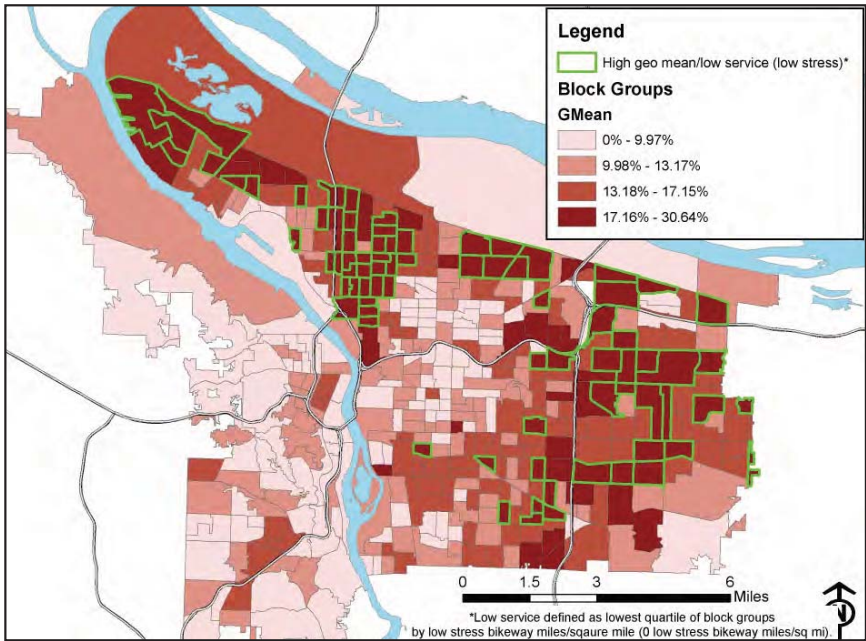 Legend
High geo mean/low service (low stress)*
Block Groups
GMean
0% - 9.97%
9.98% - 13.17%
13.18% - 17.15%
17.16% - 30.64%
0 1.5 3 6
Miles
*Low service defined as lowest quartile of block groups
by low stress bikeway miles/sqaure mile (0 low stress bikeway miles/sq mi).
N